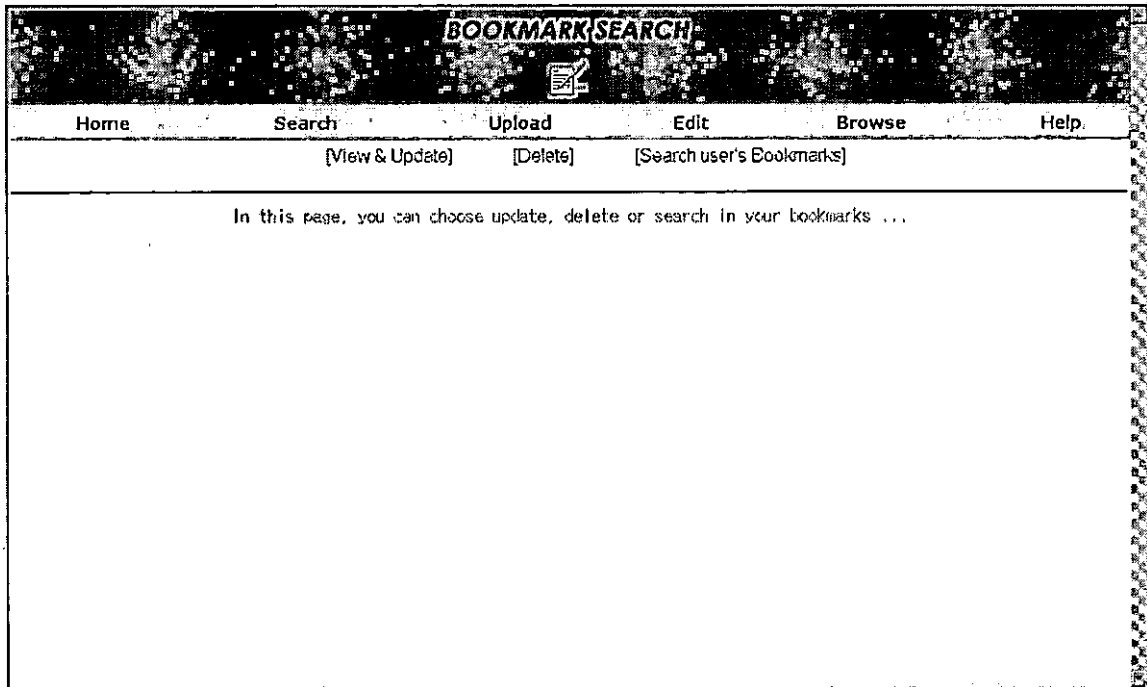 BOOKMARK SEARCH
Home Search Upload Edit Browse Help
[View & Update] [Delete] [Search user's Bookmarks]
In this page, you can choose update, delete or search in your bookmarks ...